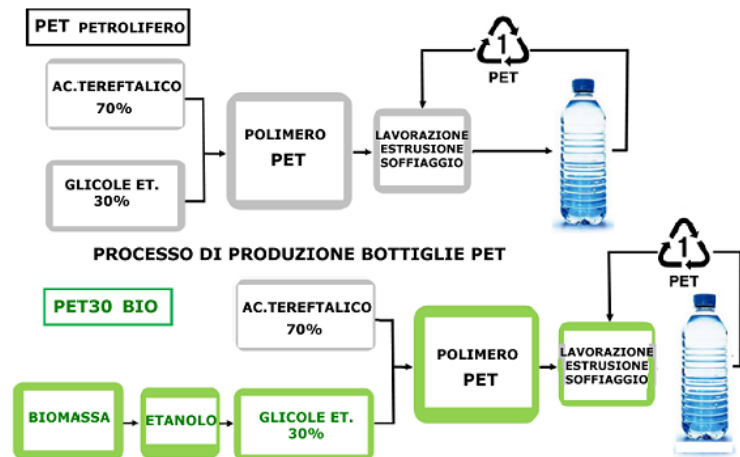 PET PETROLIFERO
AC.TEREFTALICO
70%
GLICOLE ET.
30%
POLIMERO
PET
LAVORAZIONE
ESTRUSIONE
SOFFIAGGIO
1
PET
PROCESSO DI PRODUZIONE BOTTIGLIE PET
PET30 BIO
AC.TEREFTALICO
70%
BIOMASSA
ETANOLO
GLICOLE ET.
30%
POLIMERO
PET
LAVORAZIONE
ESTRUSIONE
SOFFIAGGIO
1
PET